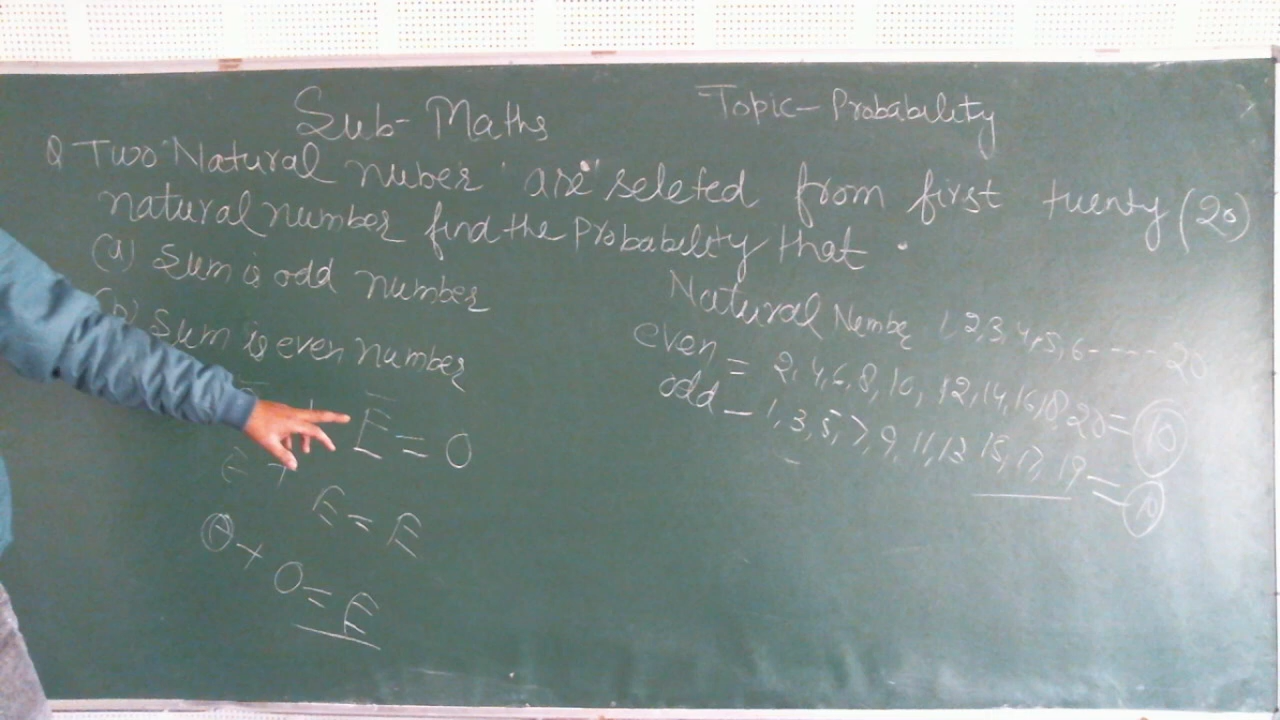 Sub- Maths
Topic- Probability
Q Two Natural nuber are seleted from first tuenty (20)
natural number find the Probability that .
(a) Sum is odd number
(b) Sum is even number
Natural Nembe 1,2,3,4,5,6----- 20
even = 2,4,6,8,10, 12,14,16,18,20= 10
odd - 1,3,5,7,9,11,13 15,17,19 = 10
E = O
E + E = E
O + O = E